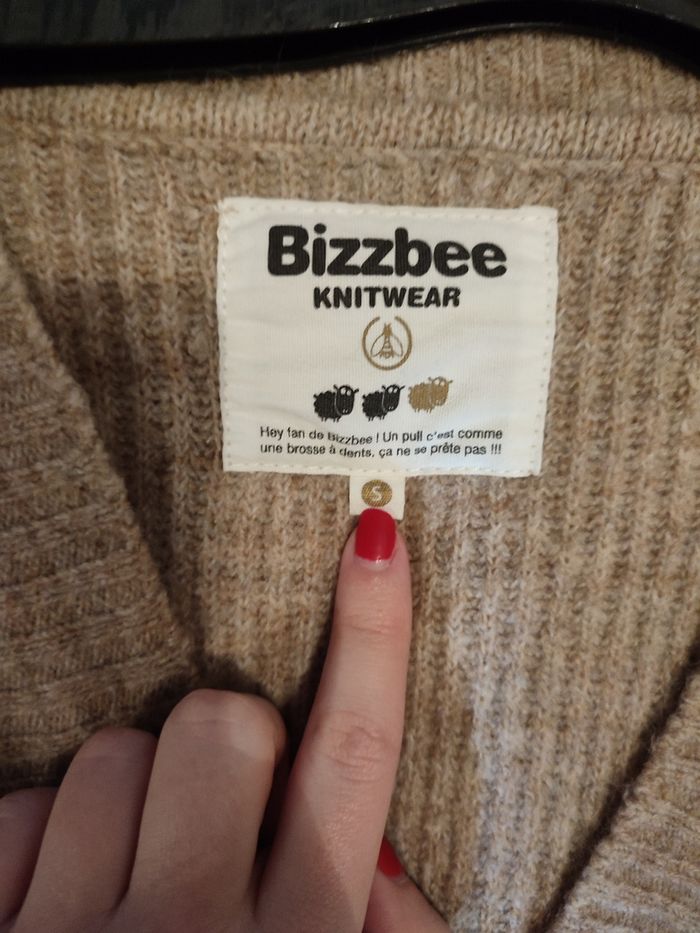 Bizzbee
KNITWEAR
Hey fan de Bizzbee ! Un pull c'est comme
une brosse à dents, ça ne se prête pas !!!
S